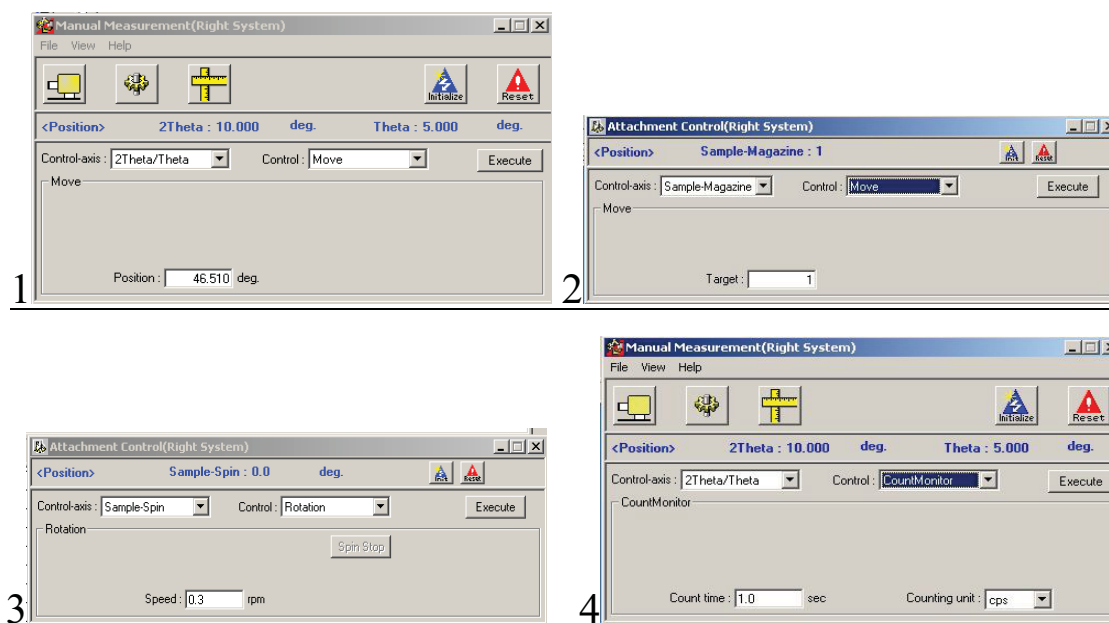 Manual Measurement(Right System)
File View Help
Initialize Reset
<Position> 2Theta : 10.000 deg. Theta : 5.000 deg.
Control-axis : 2Theta/Theta Control : Move Execute
Move
Position : 46.510 deg.
1
Attachment Control(Right System)
<Position> Sample-Magazine : 1 Reset
Control-axis : Sample-Magazine Control : Move Execute
Move
Target : 1
2
Attachment Control(Right System)
<Position> Sample-Spin : 0.0 deg. Reset
Control-axis : Sample-Spin Control : Rotation Execute
Rotation
Spin Stop
Speed : 0.3 rpm
3
Manual Measurement(Right System)
File View Help
Initialize Reset
<Position> 2Theta : 10.000 deg. Theta : 5.000 deg.
Control-axis : 2Theta/Theta Control : CountMonitor Execute
CountMonitor
Count time : 1.0 sec Counting unit : cps
4